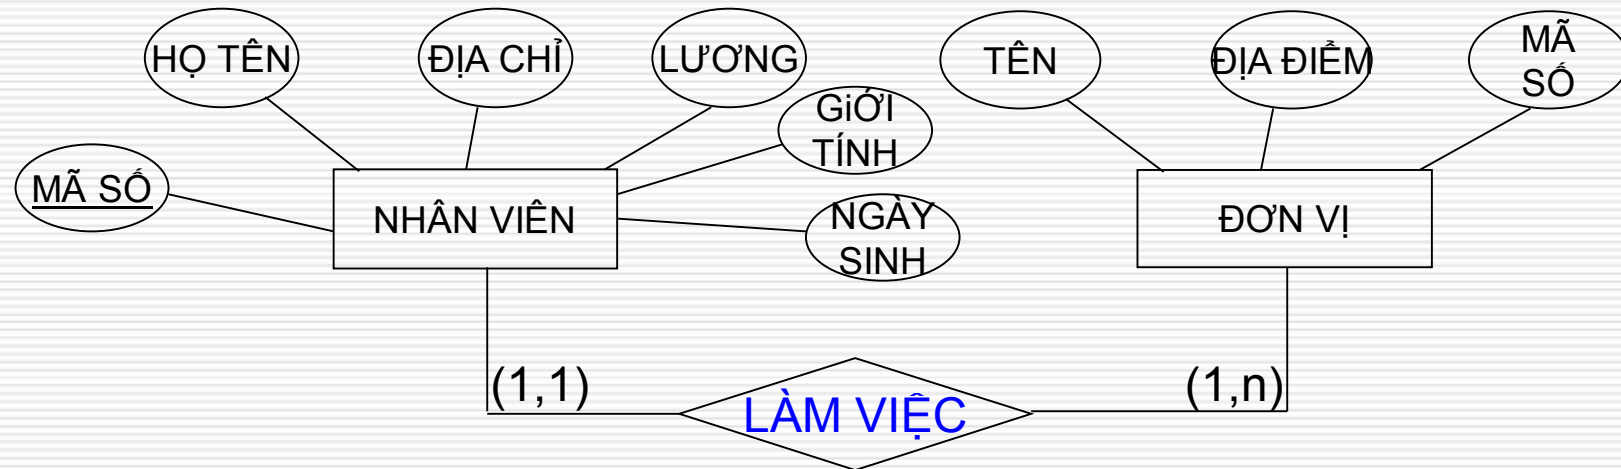 HỌ TÊN
ĐỊA CHỈ
LƯƠNG
TÊN
ĐỊA ĐIỂM
MÃ
SỐ
GiỚI
TÍNH
MÃ SỐ
NHÂN VIÊN
NGÀY
SINH
ĐƠN VỊ
(1,1)
LÀM VIỆC
(1,n)